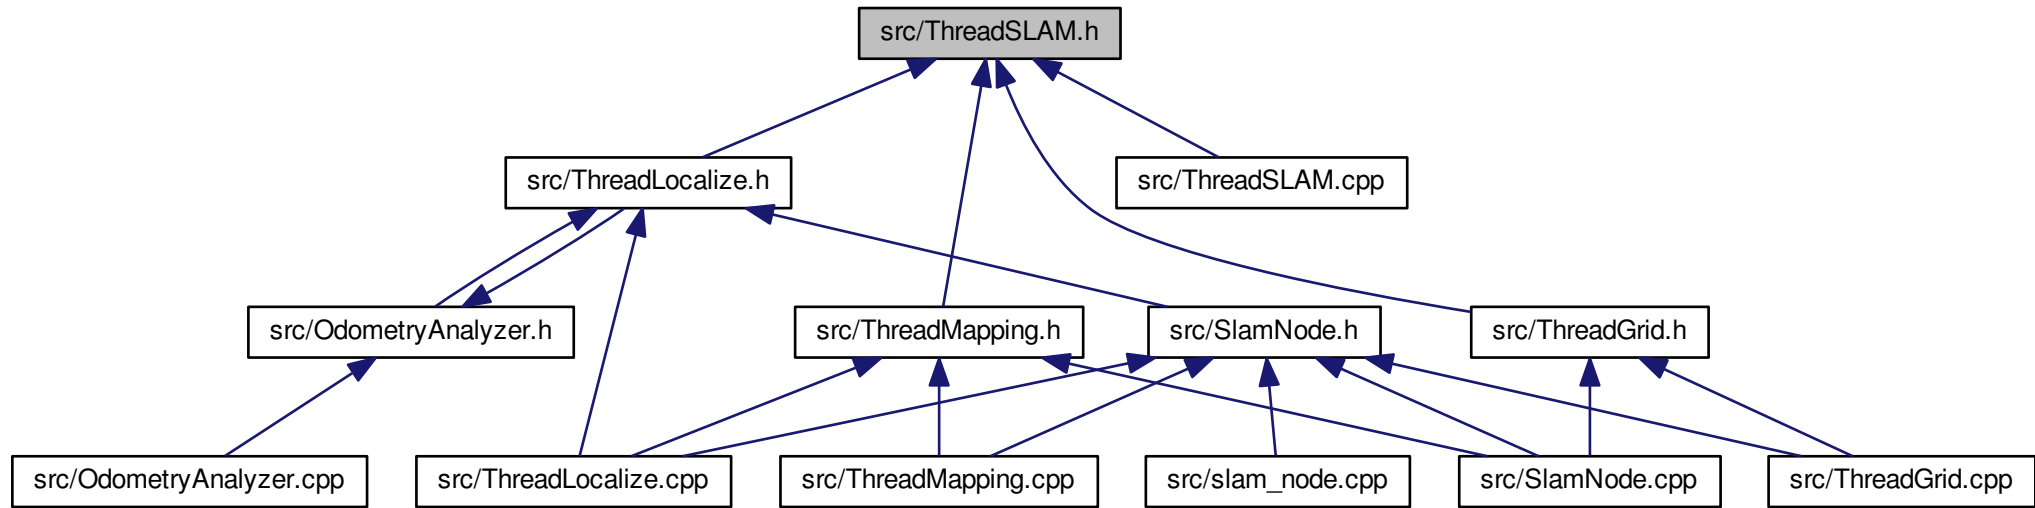 src/ThreadSLAM.h
src/ThreadLocalize.h
src/ThreadSLAM.cpp
src/OdometryAnalyzer.h
src/ThreadMapping.h
src/SlamNode.h
src/ThreadGrid.h
src/OdometryAnalyzer.cpp
src/ThreadLocalize.cpp
src/ThreadMapping.cpp
src/slam_node.cpp
src/SlamNode.cpp
src/ThreadGrid.cpp